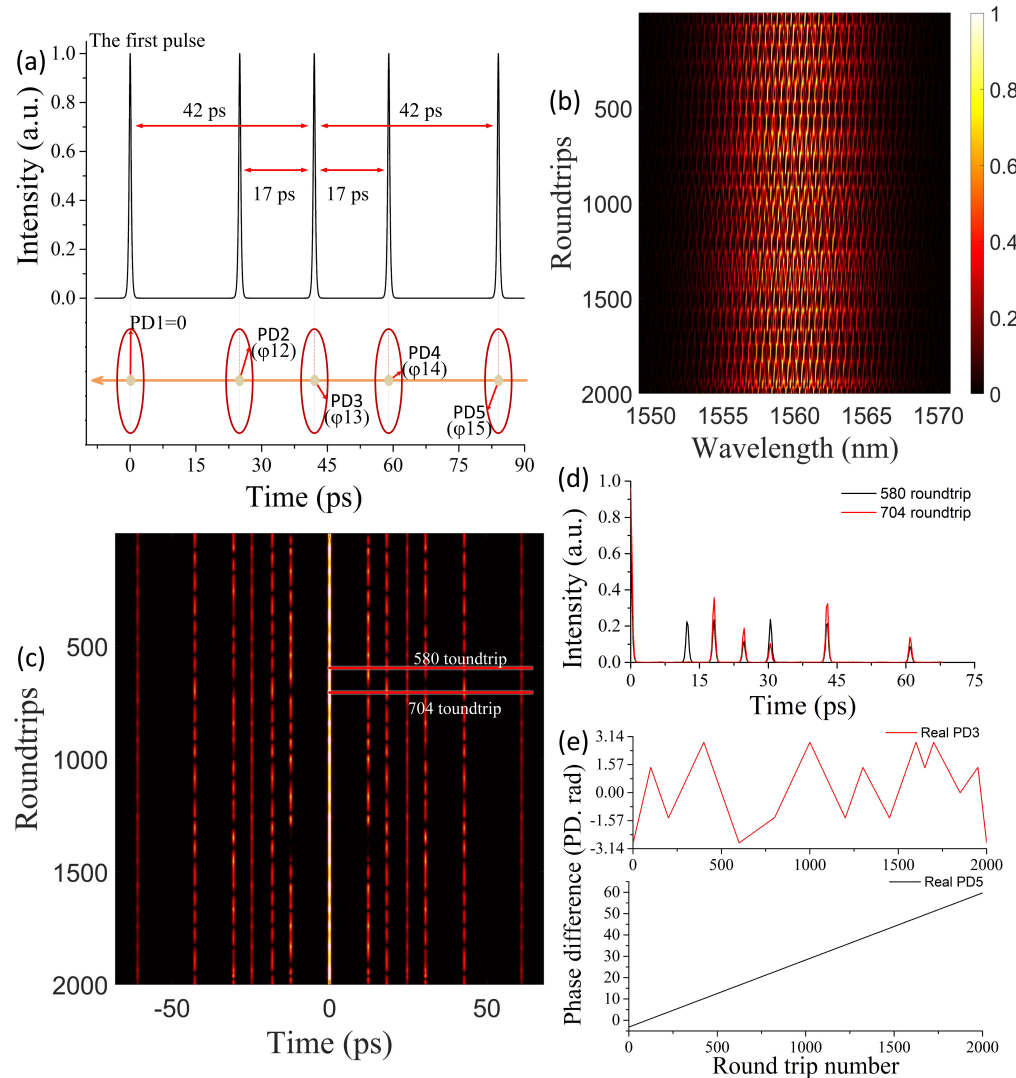 (a)
The first pulse
Intensity (a.u.)
1.0
0.8
0.6
0.4
0.2
0.0
42 ps
42 ps
17 ps
17 ps
PD1=0
PD2
(φ12)
PD3
(φ13)
PD4
(φ14)
PD5
(φ15)
0 15 30 45 60 75 90
Time (ps)
(b)
Roundtrips
500
1000
1500
2000
1550 1555 1560 1565 1570
Wavelength (nm)
1
0.8
0.6
0.4
0.2
0
(c)
Roundtrips
500
1000
1500
2000
580 toundtrip
704 toundtrip
-50 0 50
Time (ps)
(d)
Intensity (a.u.)
1.0
0.8
0.6
0.4
0.2
0.0
580 roundtrip
704 roundtrip
0 15 30 45 60 75
Time (ps)
(e)
Phase difference (PD. rad)
3.14
1.57
0.00
-1.57
-3.14
Real PD3
0 500 1000 1500 2000
60
50
40
30
20
10
0
Real PD5
0 500 1000 1500 2000
Round trip number